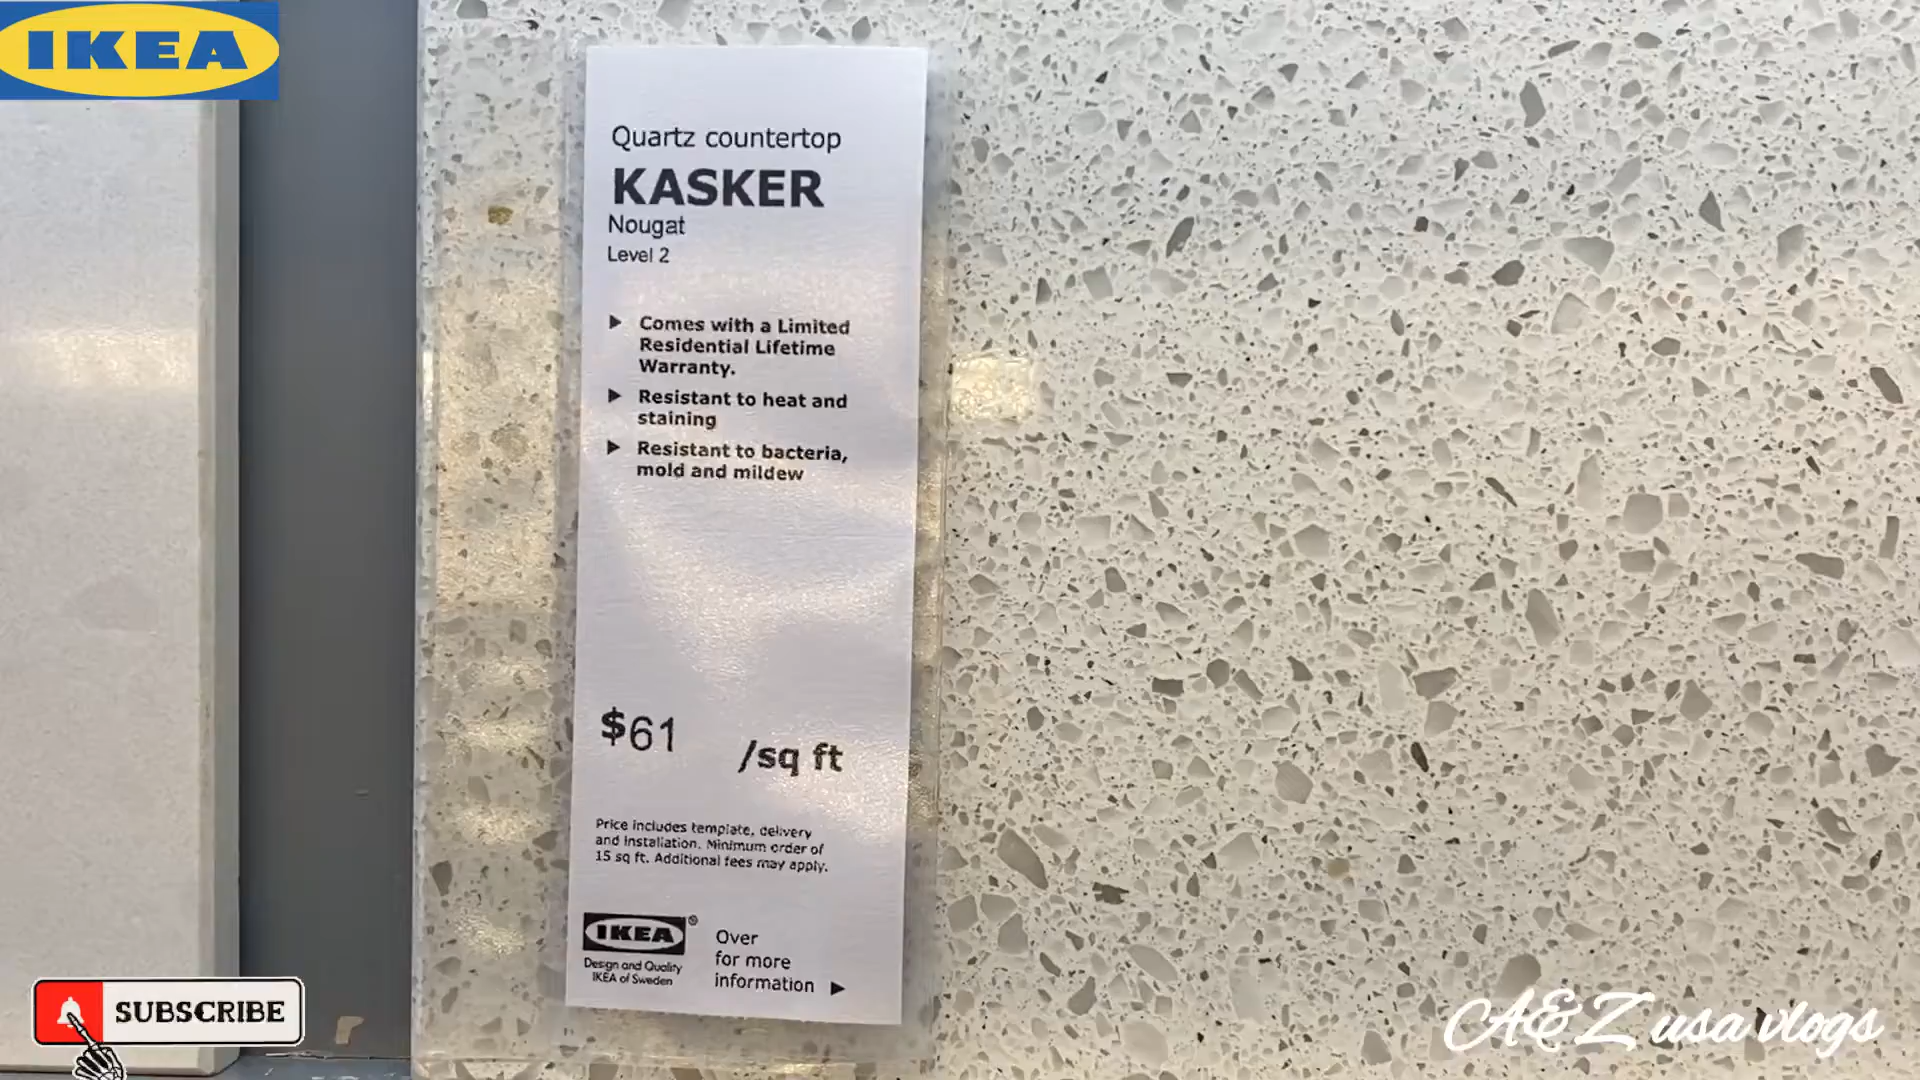 IKEA
Quartz countertop
KASKER
Nougat
Level 2
Comes with a Limited
Residential Lifetime
Warranty.
Resistant to heat and
staining
Resistant to bacteria,
mold and mildew
$61 /sq ft
Price includes template, delivery
and installation. Minimum order of
15 sq ft. Additional fees may apply.
IKEA®
Design and Quality
IKEA of Sweden
Over
for more
information
SUBSCRIBE
A&Z usa vlogs